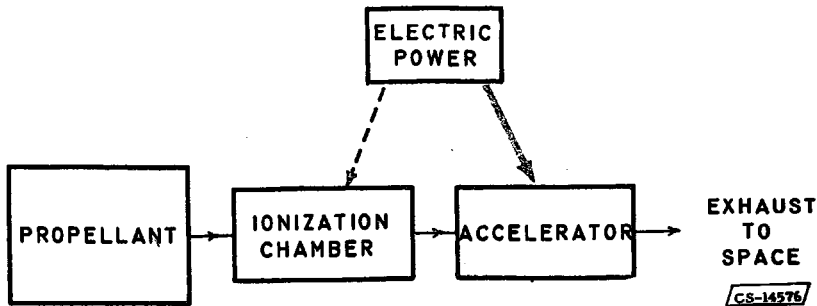 ELECTRIC
POWER
PROPELLANT
IONIZATION
CHAMBER
ACCELERATOR
EXHAUST
TO
SPACE
CS-14576